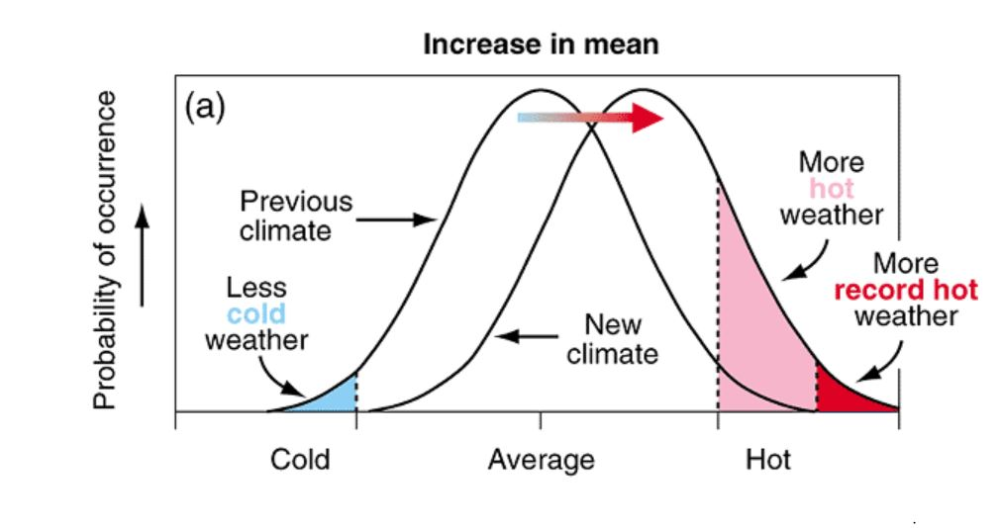 Increase in mean
(a)
Probability of occurrence
Previous
climate
Less
cold
weather
New
climate
More
hot
weather
More
record hot
weather
Cold
Average
Hot